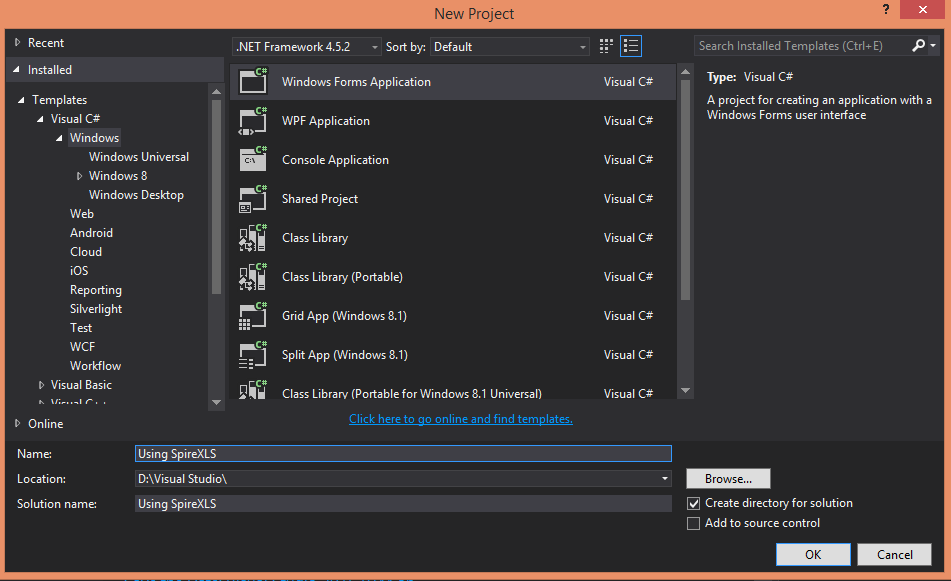 New Project
?
Recent
Installed
.NET Framework 4.5.2
Sort by:
Default
Search Installed Templates (Ctrl+E)
Templates
Visual C#
Windows
Windows Universal
Windows 8
Windows Desktop
Web
Android
Cloud
iOS
Reporting
Silverlight
Test
WCF
Workflow
Visual Basic
Visual C++
Online
C# Windows Forms Application Visual C#
C# WPF Application Visual C#
C# C:\ Console Application Visual C#
C# Shared Project Visual C#
C# Class Library Visual C#
C# Class Library (Portable) Visual C#
C# Grid App (Windows 8.1) Visual C#
C# Split App (Windows 8.1) Visual C#
C# Class Library (Portable for Windows 8.1 Universal) Visual C#
Click here to go online and find templates.
Type: Visual C#
A project for creating an application with a
Windows Forms user interface
Name: Using SpireXLS
Location: D:\Visual Studio\
Browse...
Solution name: Using SpireXLS
Create directory for solution
Add to source control
OK
Cancel